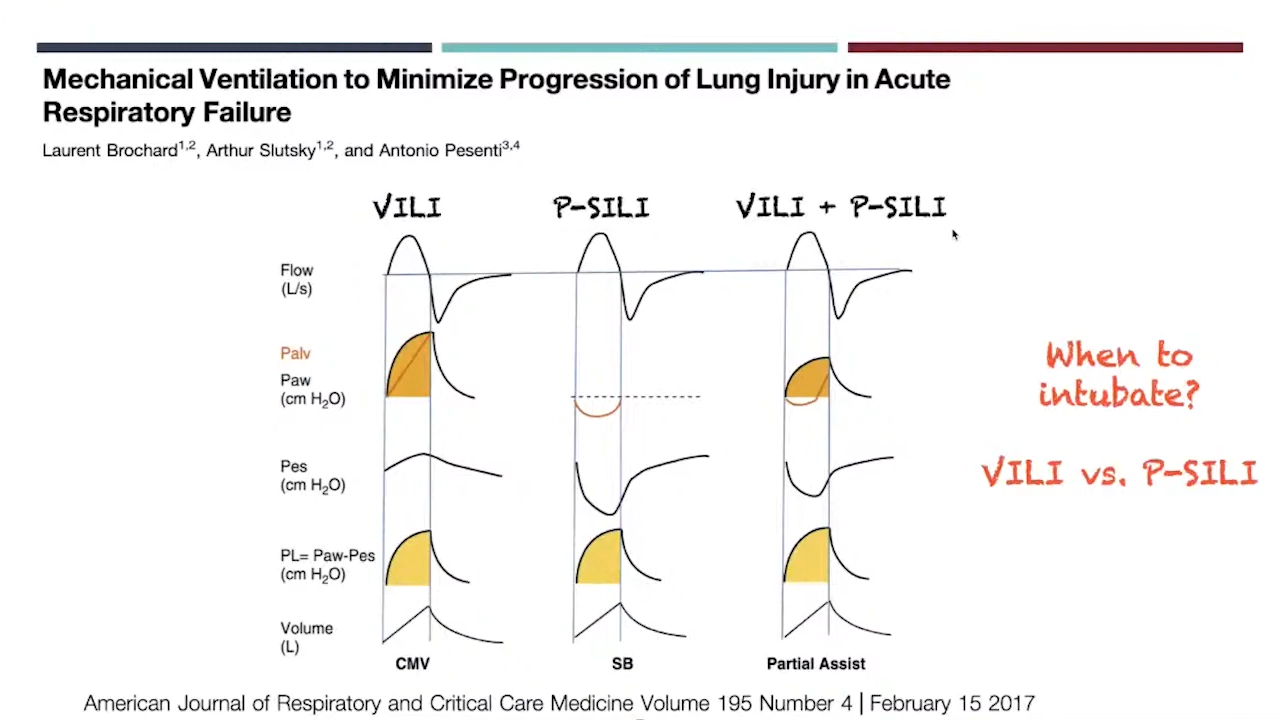 Mechanical Ventilation to Minimize Progression of Lung Injury in Acute
Respiratory Failure
Laurent Brochard1,2, Arthur Slutsky1,2, and Antonio Pesenti3,4
VILI
P-SILI
VILI + P-SILI
Flow
(L/s)
Palv
Paw
(cm H2O)
When to
intubate?
Pes
(cm H2O)
VILI vs. P-SILI
PL= Paw-Pes
(cm H2O)
Volume
(L)
CMV
SB
Partial Assist
American Journal of Respiratory and Critical Care Medicine Volume 195 Number 4 | February 15 2017